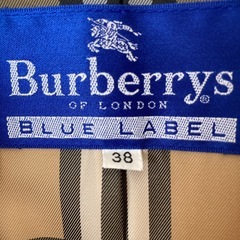 Burberrys®
OF LONDON
BLUE LABEL
38